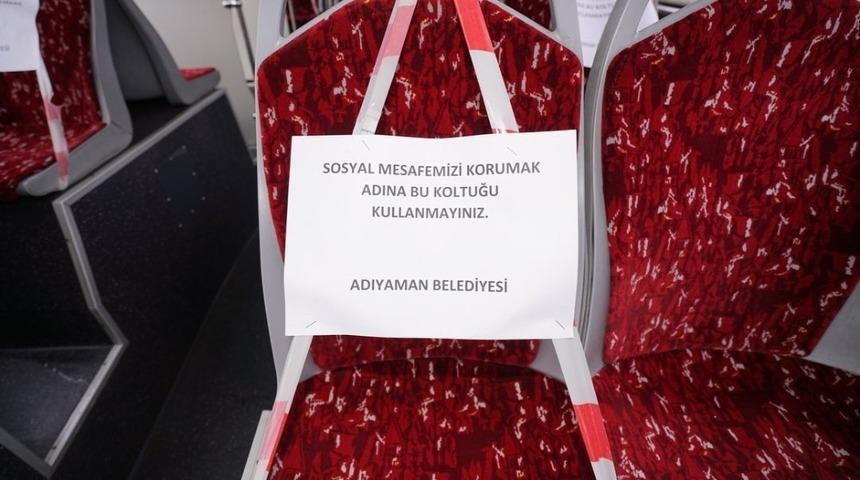 SOSYAL MESAFEMİZİ KORUMAK
ADINA BU KOLTUĞU
KULLANMAYINIZ.
ADIYAMAN BELEDİYESİ